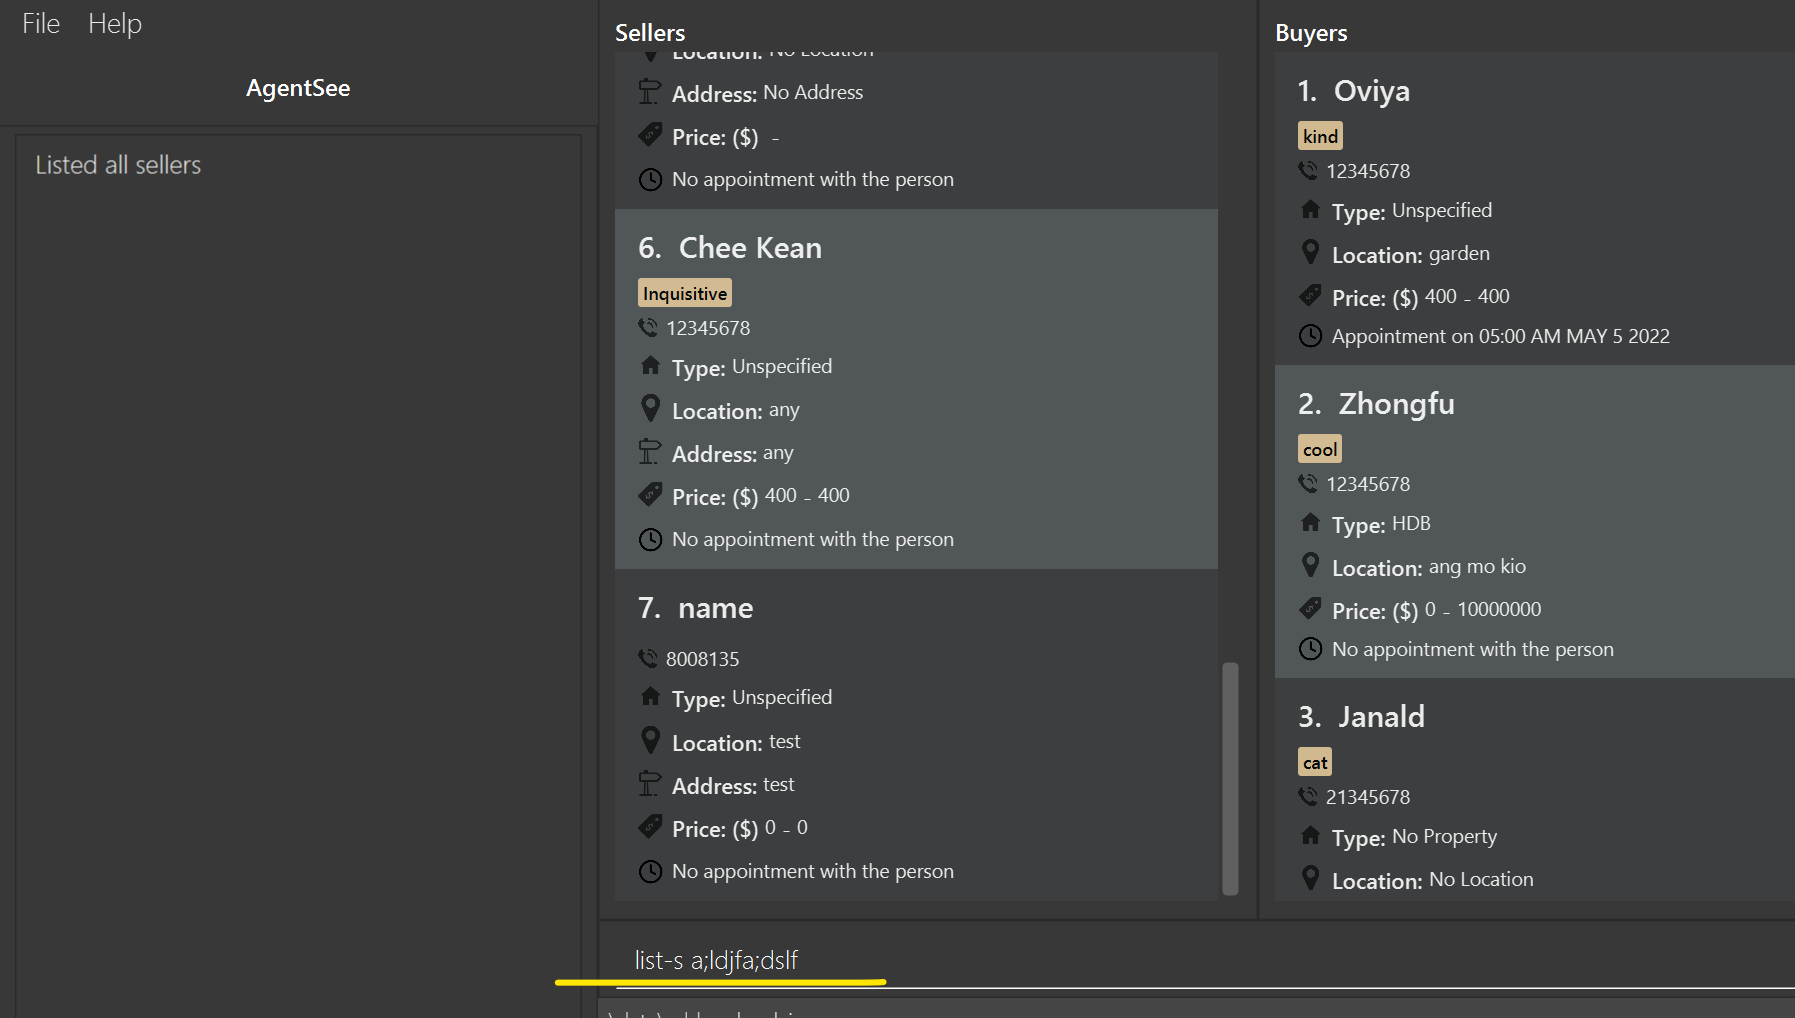 File Help
AgentSee
Listed all sellers
Sellers
Location: No Location
Address: No Address
Price: ($) -
No appointment with the person
6. Chee Kean
Inquisitive
12345678
Type: Unspecified
Location: any
Address: any
Price: ($) 400 - 400
No appointment with the person
7. name
8008135
Type: Unspecified
Location: test
Address: test
Price: ($) 0 - 0
No appointment with the person
Buyers
1. Oviya
kind
12345678
Type: Unspecified
Location: garden
Price: ($) 400 - 400
Appointment on 05:00 AM MAY 5 2022
2. Zhongfu
cool
12345678
Type: HDB
Location: ang mo kio
Price: ($) 0 - 10000000
No appointment with the person
3. Janald
cat
21345678
Type: No Property
Location: No Location
list-s a;ldjfa;dslf